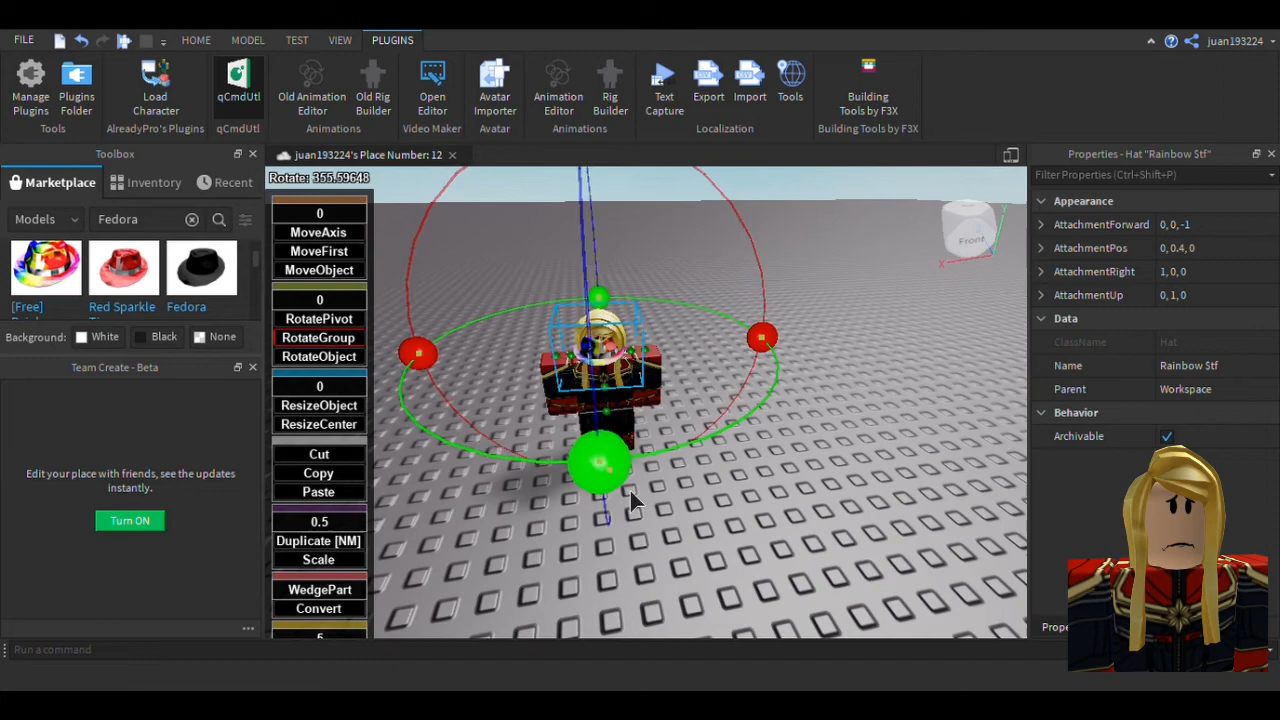 FILE HOME MODEL TEST VIEW PLUGINS juan193224
Manage Plugins
Plugins Folder
Load Character
qCmdUtl
Old Animation Editor
Old Rig Builder
Open Editor
Avatar Importer
Animation Editor
Rig Builder
Text Capture
Export
Import
Tools
Building Tools by F3X
Tools AlreadyPro's Plugins qCmdUtl Animations Video Maker Avatar Animations Localization Building Tools by F3X
Toolbox
Marketplace Inventory Recent
Models Fedora
[Free]
Red Sparkle
Fedora
Background: White Black None
Team Create - Beta
Edit your place with friends, see the updates
instantly.
Turn ON
juan193224's Place Number: 12
Rotate: 355.59648
0
MoveAxis
MoveFirst
MoveObject
0
RotatePivot
RotateGroup
RotateObject
0
ResizeObject
ResizeCenter
Cut
Copy
Paste
0.5
Duplicate [NM]
Scale
WedgePart
Convert
5
Front
X
Y
Properties - Hat "Rainbow $tf"
Filter Properties (Ctrl+Shift+P)
Appearance
AttachmentForward 0,0,-1
AttachmentPos 0,0.4,0
AttachmentRight 1,0,0
AttachmentUp 0,1,0
Data
ClassName Hat
Name Rainbow $tf
Parent Workspace
Behavior
Archivable
Run a command